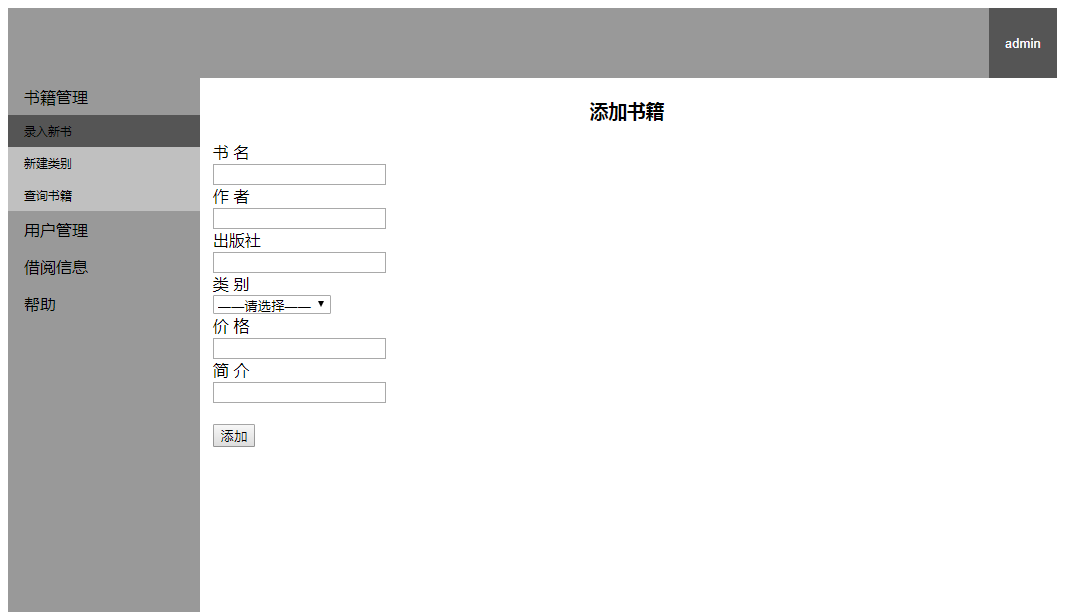 admin
书籍管理
录入新书
新建类别
查询书籍
用户管理
借阅信息
帮助
添加书籍
书 名
作 者
出版社
类 别
——请选择——
价 格
简 介
添加